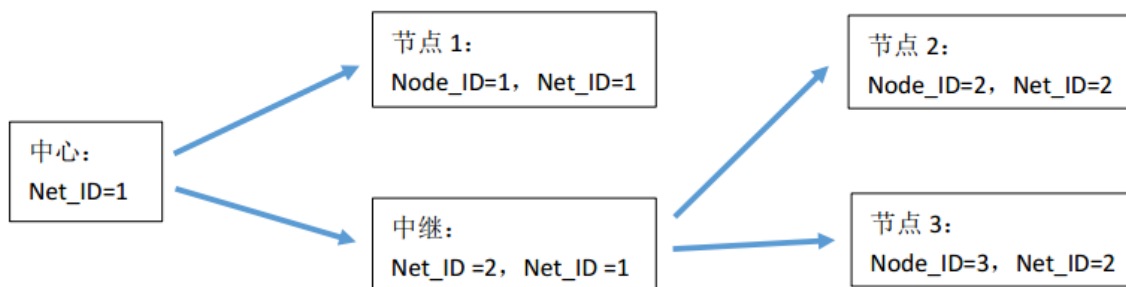 中心：
Net_ID=1
节点 1：
Node_ID=1，Net_ID=1
中继：
Net_ID =2，Net_ID =1
节点 2：
Node_ID=2，Net_ID=2
节点 3：
Node_ID=3，Net_ID=2